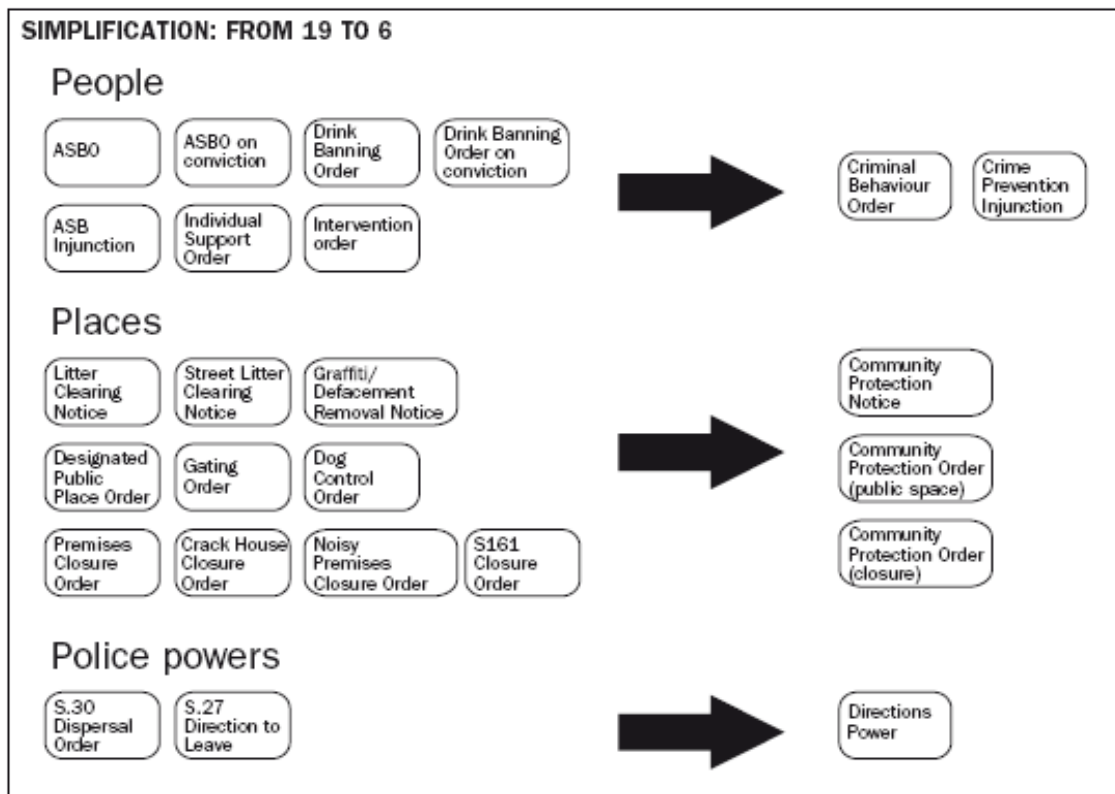 SIMPLIFICATION: FROM 19 TO 6
People
ASBO
ASBO on
conviction
Drink
Banning
Order
Drink Banning
Order on
conviction
ASB
Injunction
Individual
Support
Order
Intervention
order
Criminal
Behaviour
Order
Crime
Prevention
Injunction
Places
Litter
Clearing
Notice
Street Litter
Clearing
Notice
Graffiti/
Defacement
Removal Notice
Designated
Public
Place Order
Gating
Order
Dog
Control
Order
Premises
Closure
Order
Crack House
Closure
Order
Noisy
Premises
Closure Order
S161
Closure
Order
Community
Protection
Notice
Community
Protection Order
(public space)
Community
Protection Order
(closure)
Police powers
S.30
Dispersal
Order
S.27
Direction to
Leave
Directions
Power